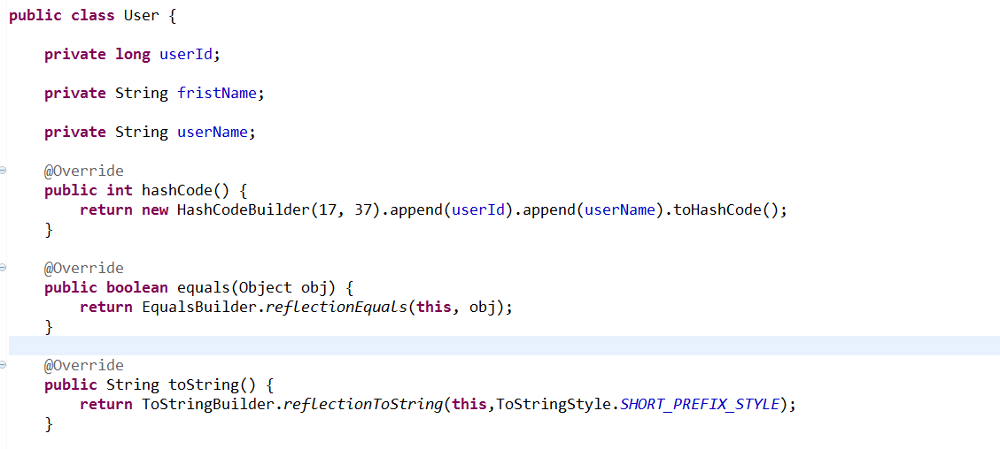 public class User {
private long userId;
private String fristName;
private String userName;
@Override
public int hashCode() {
return new HashCodeBuilder(17, 37).append(userId).append(userName).toHashCode();
}
@Override
public boolean equals(Object obj) {
return EqualsBuilder.reflectionEquals(this, obj);
}
@Override
public String toString() {
return ToStringBuilder.reflectionToString(this,ToStringStyle.SHORT_PREFIX_STYLE);
}